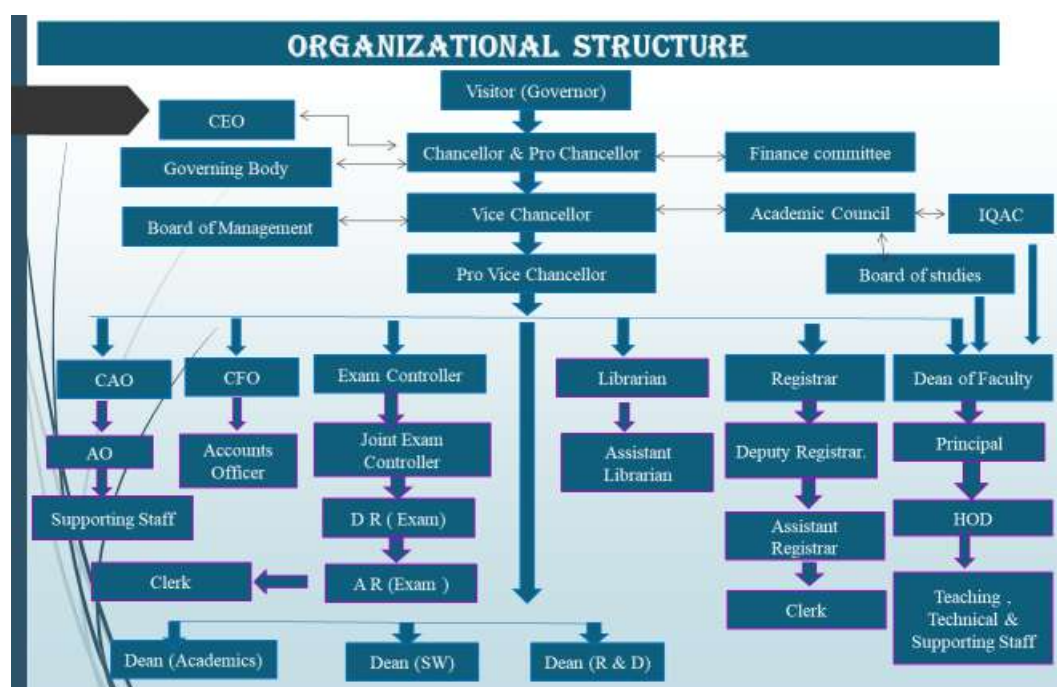 ORGANIZATIONAL STRUCTURE
Visitor (Governor)
CEO
Chancellor & Pro Chancellor
Finance committee
Governing Body
Vice Chancellor
Academic Council
IQAC
Board of Management
Pro Vice Chancellor
Board of studies
CAO
CFO
Exam Controller
Librarian
Registrar
Dean of Faculty
AO
Accounts
Officer
Joint Exam
Controller
Assistant
Librarian
Deputy Registrar.
Principal
Supporting Staff
D R ( Exam)
Assistant
Registrar
HOD
Clerk
A R (Exam )
Clerk
Teaching ,
Technical &
Supporting Staff
Dean (Academics)
Dean (SW)
Dean (R & D)